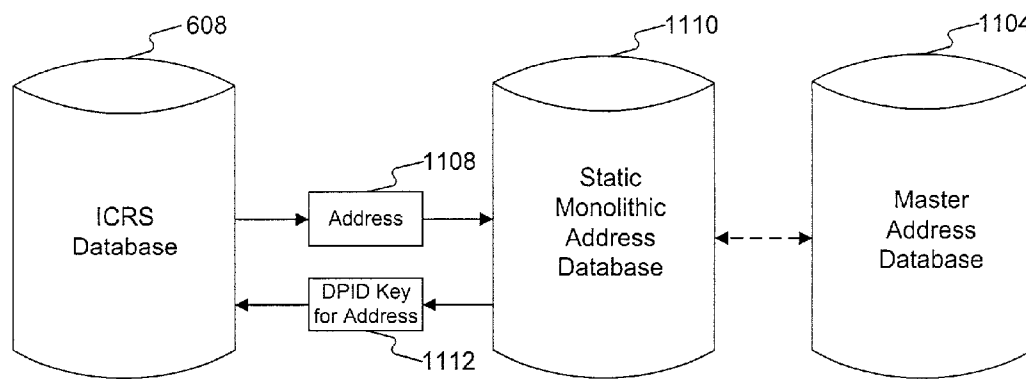 608
1110
1104
1108
ICRS
Database
Address
Static
Monolithic
Address
Database
Master
Address
Database
DPID Key
for Address
1112